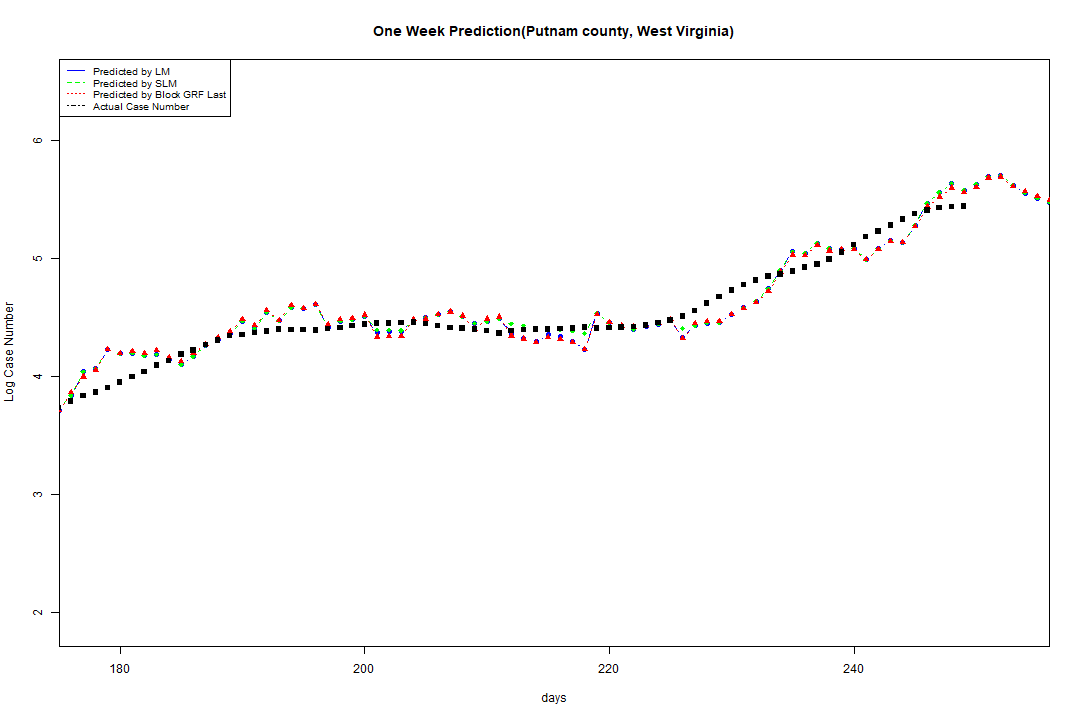 One Week Prediction(Putnam county, West Virginia)
Predicted by LM
Predicted by SLM
Predicted by Block GRF Last
Actual Case Number
6
5
4
3
2
Log Case Number
180 200 220 240
days